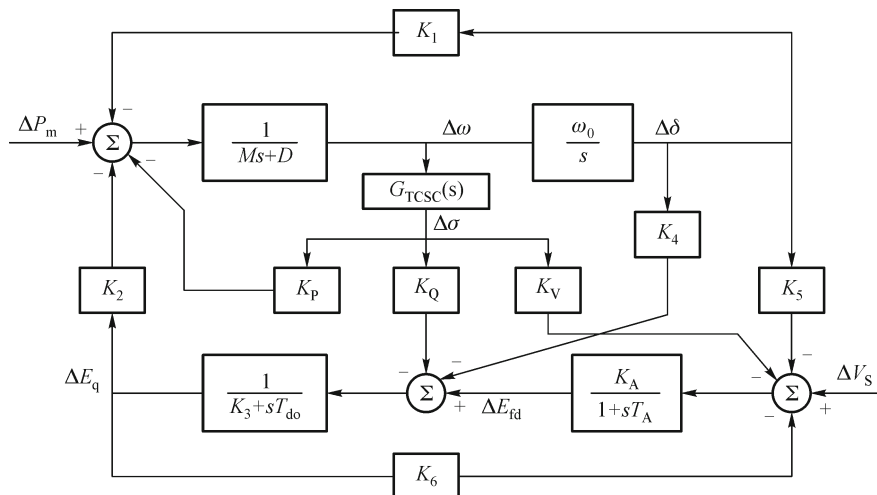 K1
−
ΔPm
+
Σ
−
−
1
Ms+D
Δω
ω0
s
Δδ
GTCSC(s)
Δσ
K4
K2
KP
KQ
KV
K5
ΔEq
1
K3+sTdo
−
−
Σ
+
ΔEfd
KA
1+sTA
−
−
−
Σ
+
ΔVS
K6